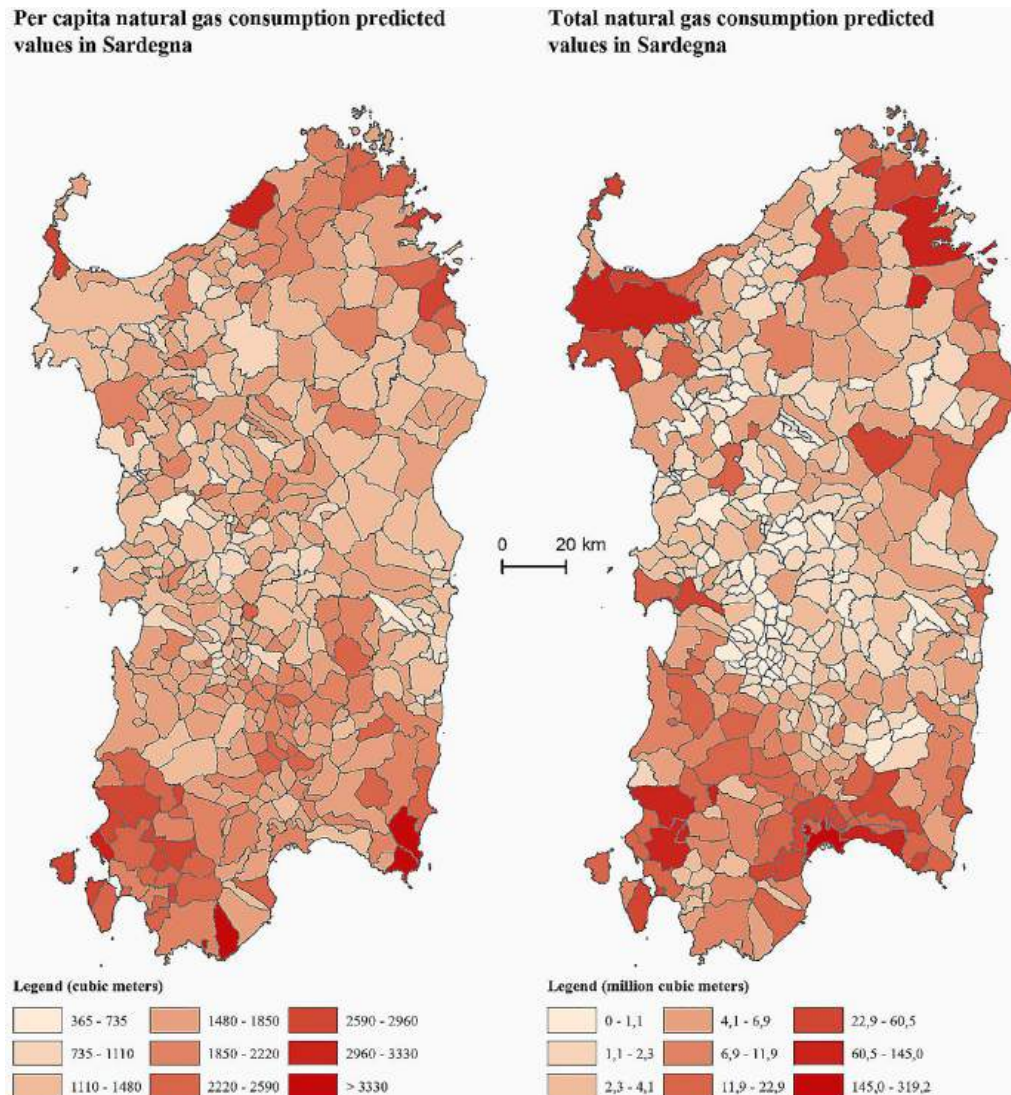 Per capita natural gas consumption predicted
values in Sardegna
Total natural gas consumption predicted
values in Sardegna
0 20 km
Legend (cubic meters)
365 - 735
1480 - 1850
2590 - 2960
735 - 1110
1850 - 2220
2960 - 3330
1110 - 1480
2220 - 2590
> 3330
Legend (million cubic meters)
0 - 1,1
4,1 - 6,9
22,9 - 60,5
1,1 - 2,3
6,9 - 11,9
60,5 - 145,0
2,3 - 4,1
11,9 - 22,9
145,0 - 319,2